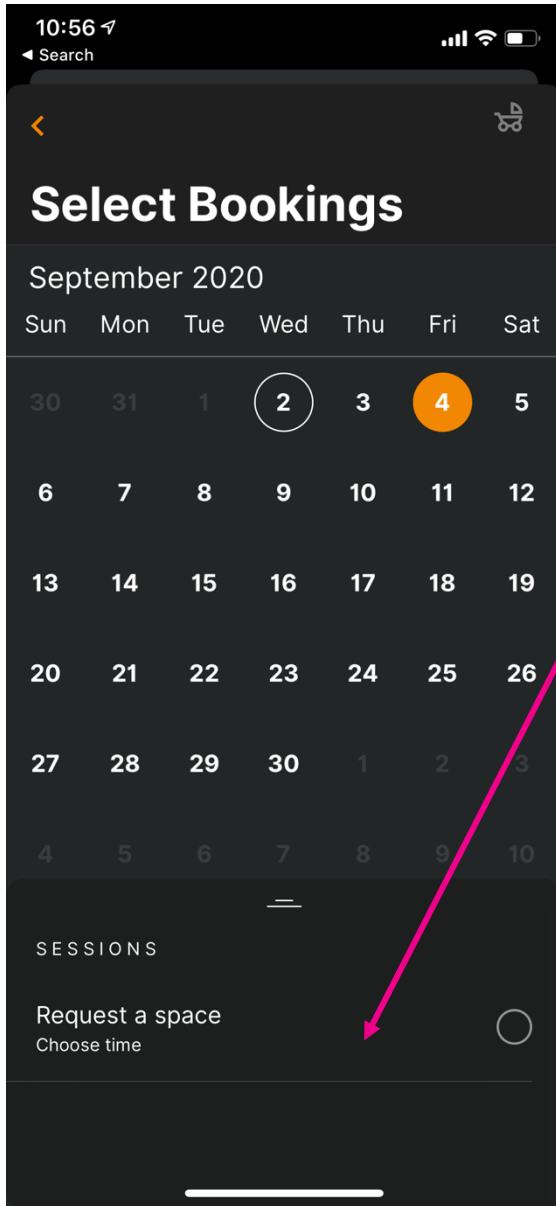 10:56
◀ Search
Select Bookings
September 2020
Sun Mon Tue Wed Thu Fri Sat
30 31 1 2 3 4 5
6 7 8 9 10 11 12
13 14 15 16 17 18 19
20 21 22 23 24 25 26
27 28 29 30 1 2 3
4 5 6 7 8 9 10
SESSIONS
Request a space
Choose time